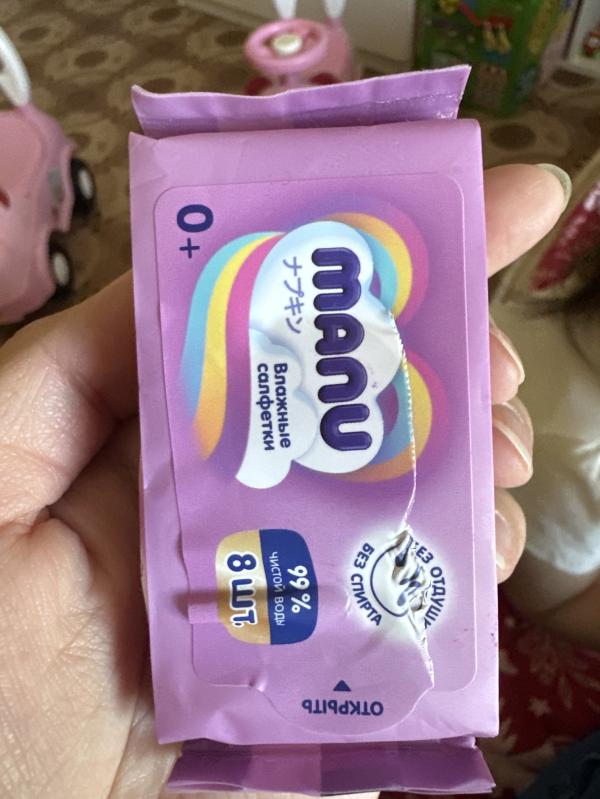 0+
manu
ナプキン
Влажные
салфетки
99%
ЧИСТОЙ ВОДЫ
8 шт.
БЕЗ СПИРТА
ОТКРЫТЬ